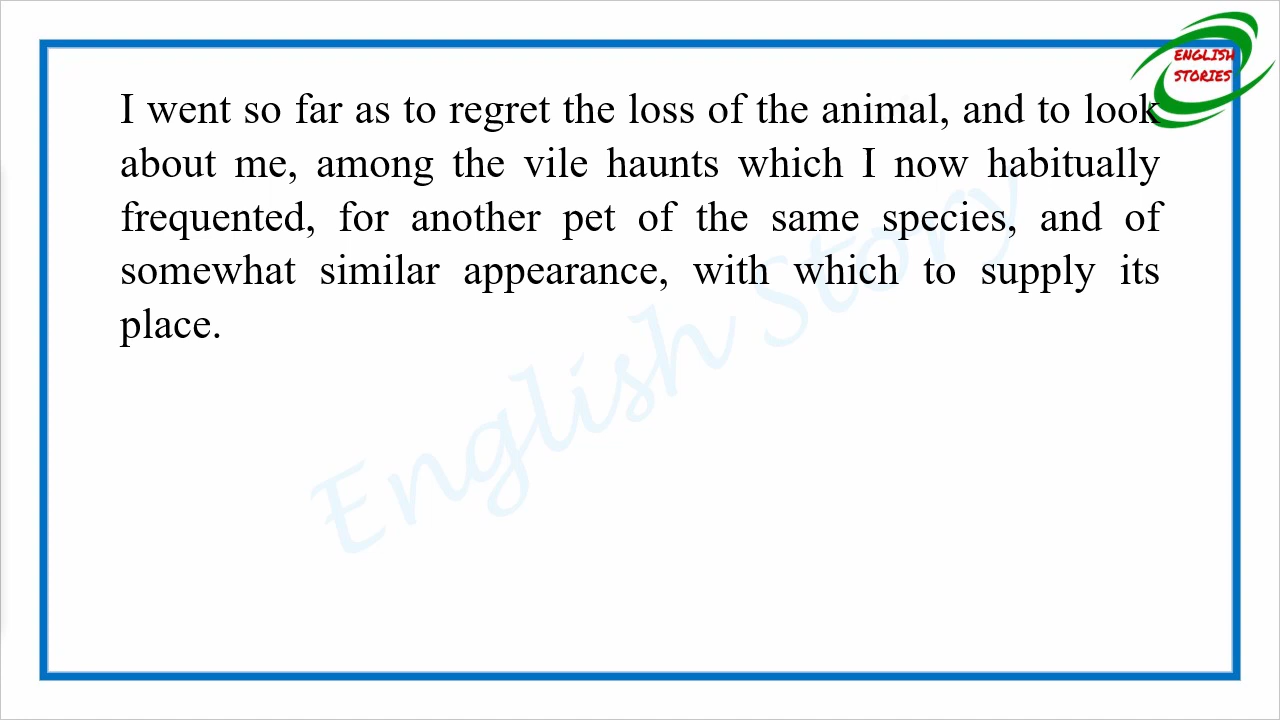 ENGLISH
STORIES
I went so far as to regret the loss of the animal, and to look
about me, among the vile haunts which I now habitually
frequented, for another pet of the same species, and of
somewhat similar appearance, with which to supply its
place.
English Story